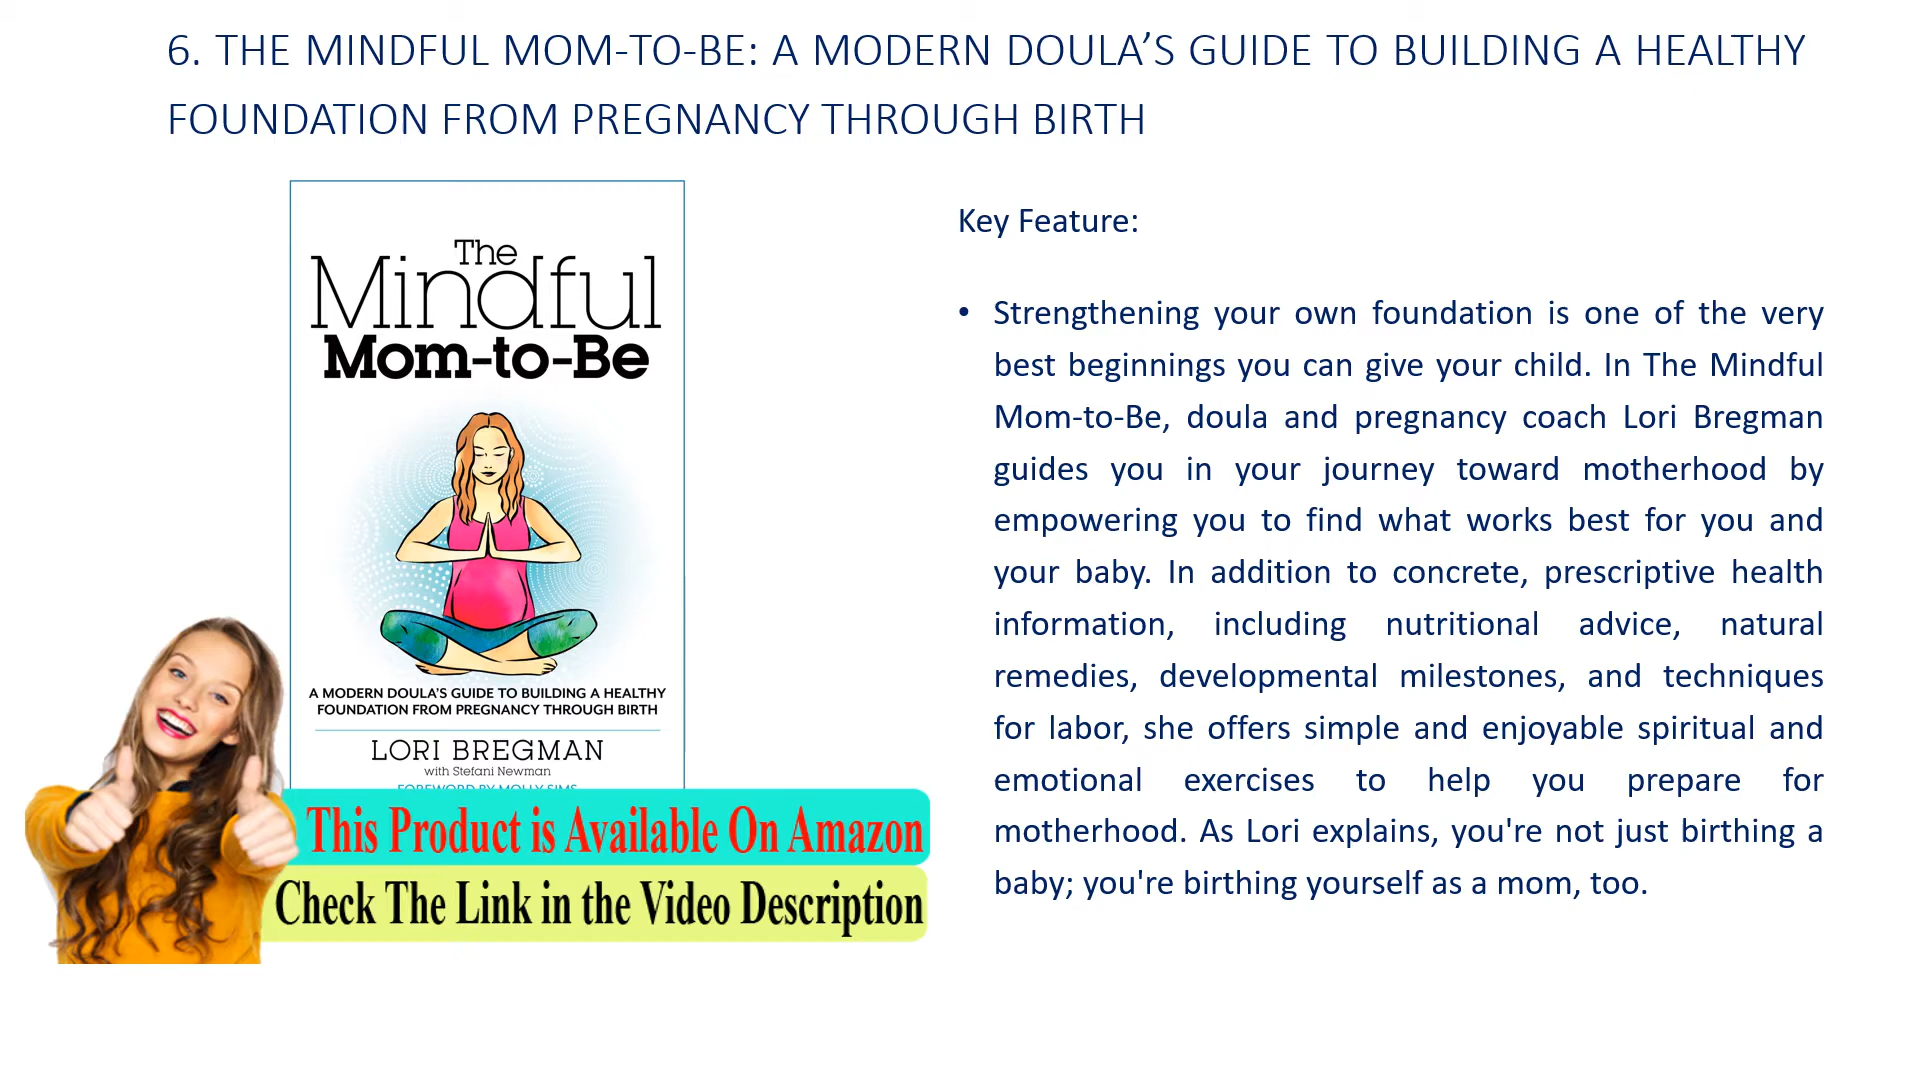 6. THE MINDFUL MOM-TO-BE: A MODERN DOULA’S GUIDE TO BUILDING A HEALTHY
FOUNDATION FROM PREGNANCY THROUGH BIRTH
The
Mindful
Mom-to-Be
A MODERN DOULA’S GUIDE TO BUILDING A HEALTHY
FOUNDATION FROM PREGNANCY THROUGH BIRTH
LORI BREGMAN
with Stefani Newman
FOREWORD BY MOLLY SIMS
This Product is Available On Amazon
Check The Link in the Video Description
Key Feature:
• Strengthening your own foundation is one of the very
best beginnings you can give your child. In The Mindful
Mom-to-Be, doula and pregnancy coach Lori Bregman
guides you in your journey toward motherhood by
empowering you to find what works best for you and
your baby. In addition to concrete, prescriptive health
information, including nutritional advice, natural
remedies, developmental milestones, and techniques
for labor, she offers simple and enjoyable spiritual and
emotional exercises to help you prepare for
motherhood. As Lori explains, you're not just birthing a
baby; you're birthing yourself as a mom, too.